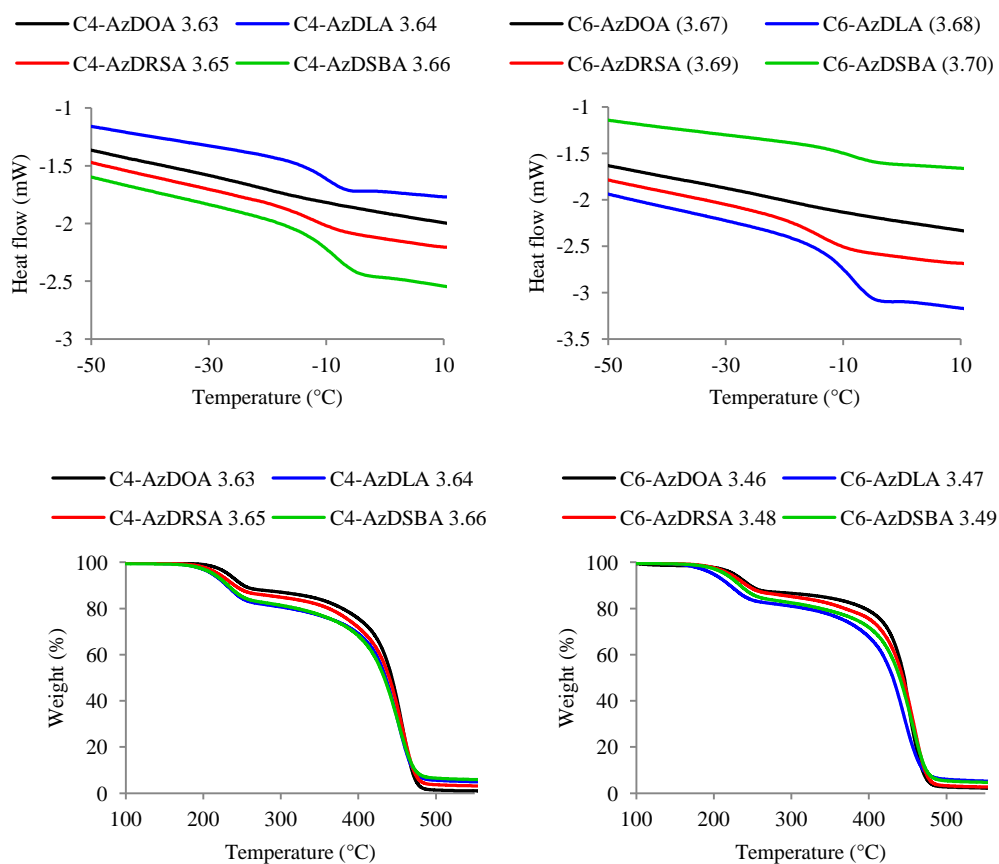 C4-AzDOA 3.63 C4-AzDLA 3.64
C4-AzDRSA 3.65 C4-AzDSBA 3.66
-1
-1.5
-2
-2.5
-3
Heat flow (mW)
-50 -30 -10 10
Temperature (°C)
C6-AzDOA (3.67) C6-AzDLA (3.68)
C6-AzDRSA (3.69) C6-AzDSBA (3.70)
-1
-1.5
-2
-2.5
-3
-3.5
Heat flow (mW)
-50 -30 -10 10
Temperature (°C)
C4-AzDOA 3.63 C4-AzDLA 3.64
C4-AzDRSA 3.65 C4-AzDSBA 3.66
100
80
60
40
20
0
Weight (%)
100 200 300 400 500
Temperature (°C)
C6-AzDOA 3.46 C6-AzDLA 3.47
C6-AzDRSA 3.48 C6-AzDSBA 3.49
100
80
60
40
20
0
Weight (%)
100 200 300 400 500
Temperature (°C)